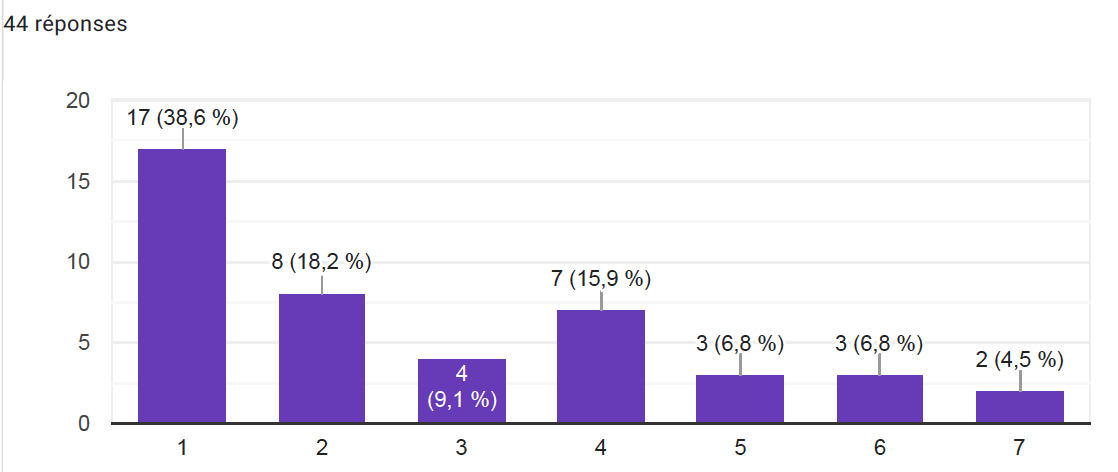 44 réponses
20
15
10
5
0
17 (38,6 %)
8 (18,2 %)
4
(9,1 %)
7 (15,9 %)
3 (6,8 %)
3 (6,8 %)
2 (4,5 %)
1 2 3 4 5 6 7